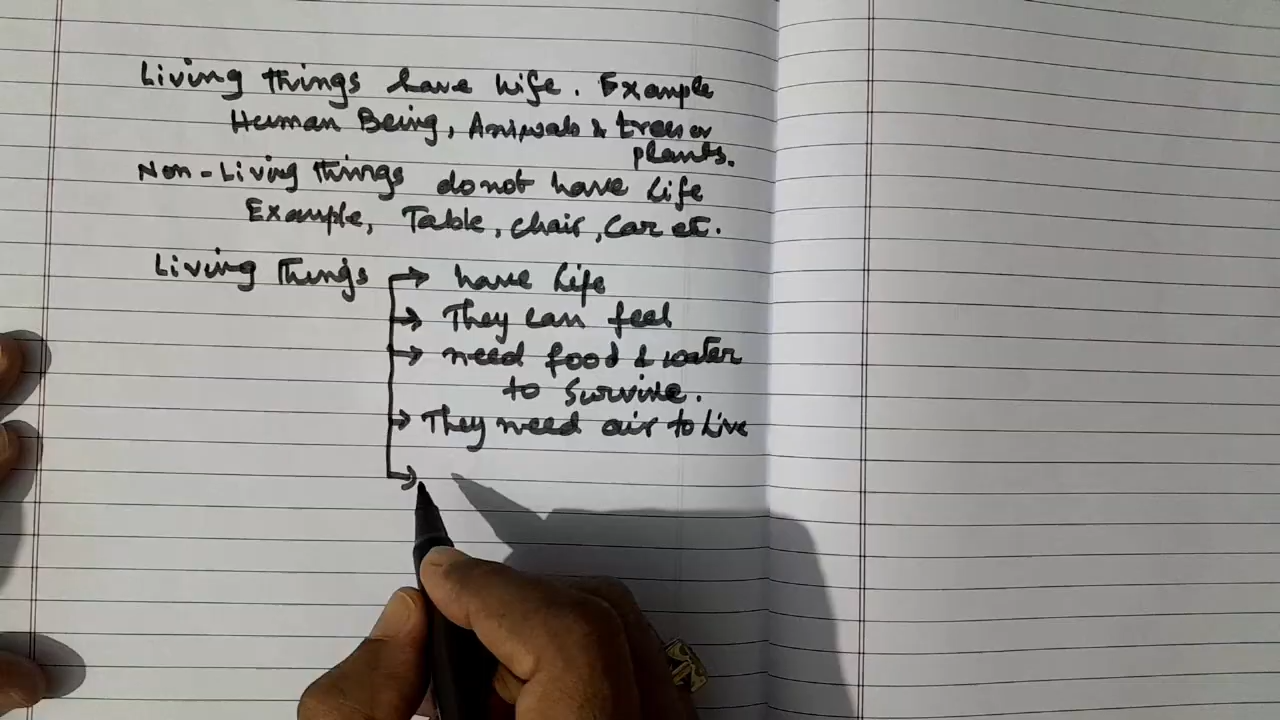 Living things have life. Example
Human Being, Animals & trees or
plants.
Non-Living things do not have life
Example, Table, chair, car etc.
Living things → have life
→ They can feel
→ need food & water
to survive.
→ They need air to live
→